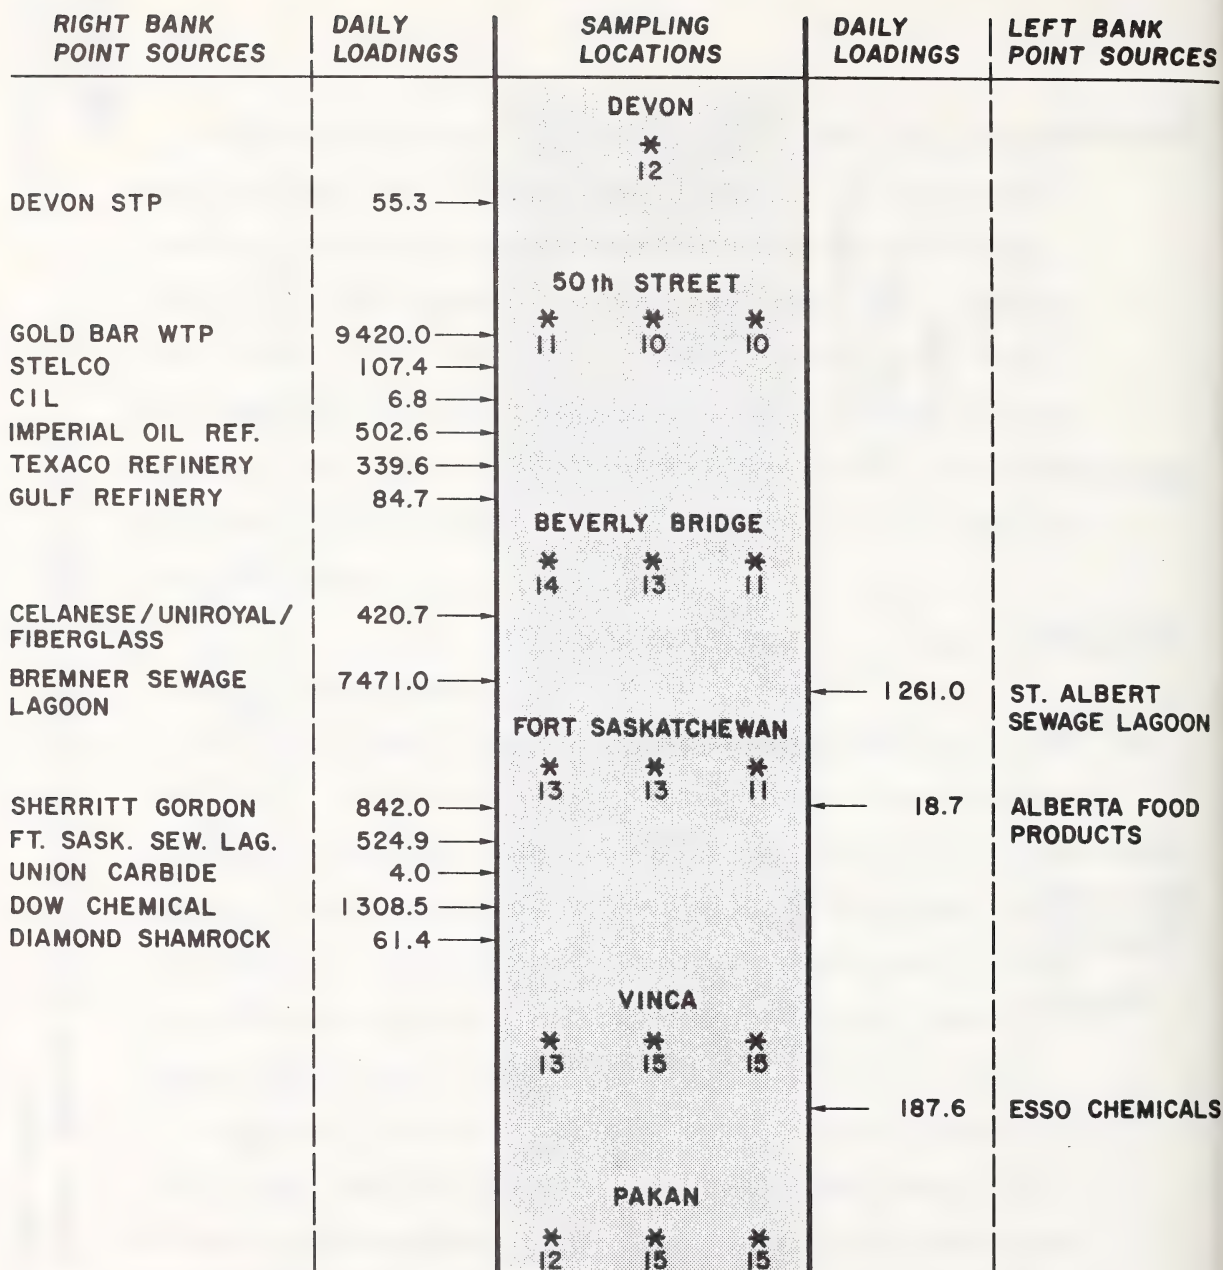 RIGHT BANK POINT SOURCES DAILY LOADINGS SAMPLING LOCATIONS DAILY LOADINGS LEFT BANK POINT SOURCES
DEVON
*
12
DEVON STP 55.3
50th STREET
* * *
GOLD BAR WTP 9420.0 11 10 10
STELCO 107.4
CIL 6.8
IMPERIAL OIL REF. 502.6
TEXACO REFINERY 339.6
GULF REFINERY 84.7
BEVERLY BRIDGE
* * *
14 13 11
CELANESE/UNIROYAL/ 420.7
FIBERGLASS
BREMNER SEWAGE 7471.0 1261.0 ST. ALBERT
LAGOON SEWAGE LAGOON
FORT SASKATCHEWAN
* * *
13 13 11
SHERRITT GORDON 842.0 18.7 ALBERTA FOOD
FT. SASK. SEW. LAG. 524.9 PRODUCTS
UNION CARBIDE 4.0
DOW CHEMICAL 1308.5
DIAMOND SHAMROCK 61.4
VINCA
* * *
13 15 15
187.6 ESSO CHEMICALS
PAKAN
* * *
12 15 15